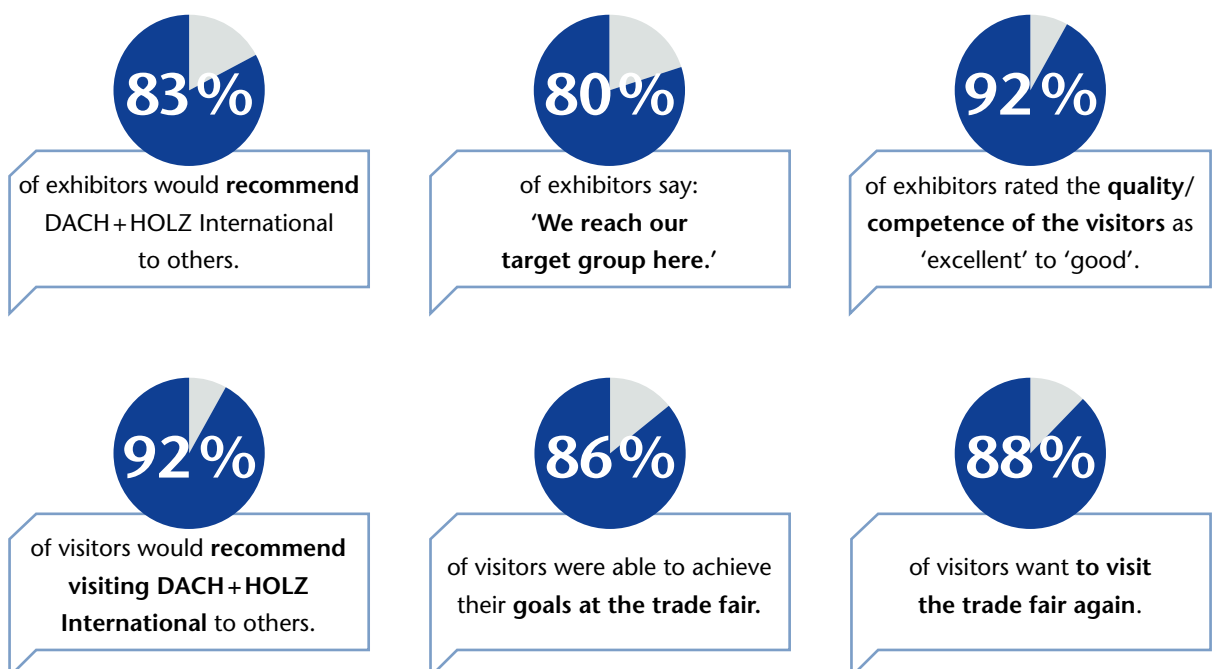 83 %
of exhibitors would recommend
DACH+HOLZ International
to others.
80 %
of exhibitors say:
‘We reach our
target group here.’
92 %
of exhibitors rated the quality/
competence of the visitors as
‘excellent’ to ‘good’.
92 %
of visitors would recommend
visiting DACH+HOLZ
International to others.
86 %
of visitors were able to achieve
their goals at the trade fair.
88 %
of visitors want to visit
the trade fair again.